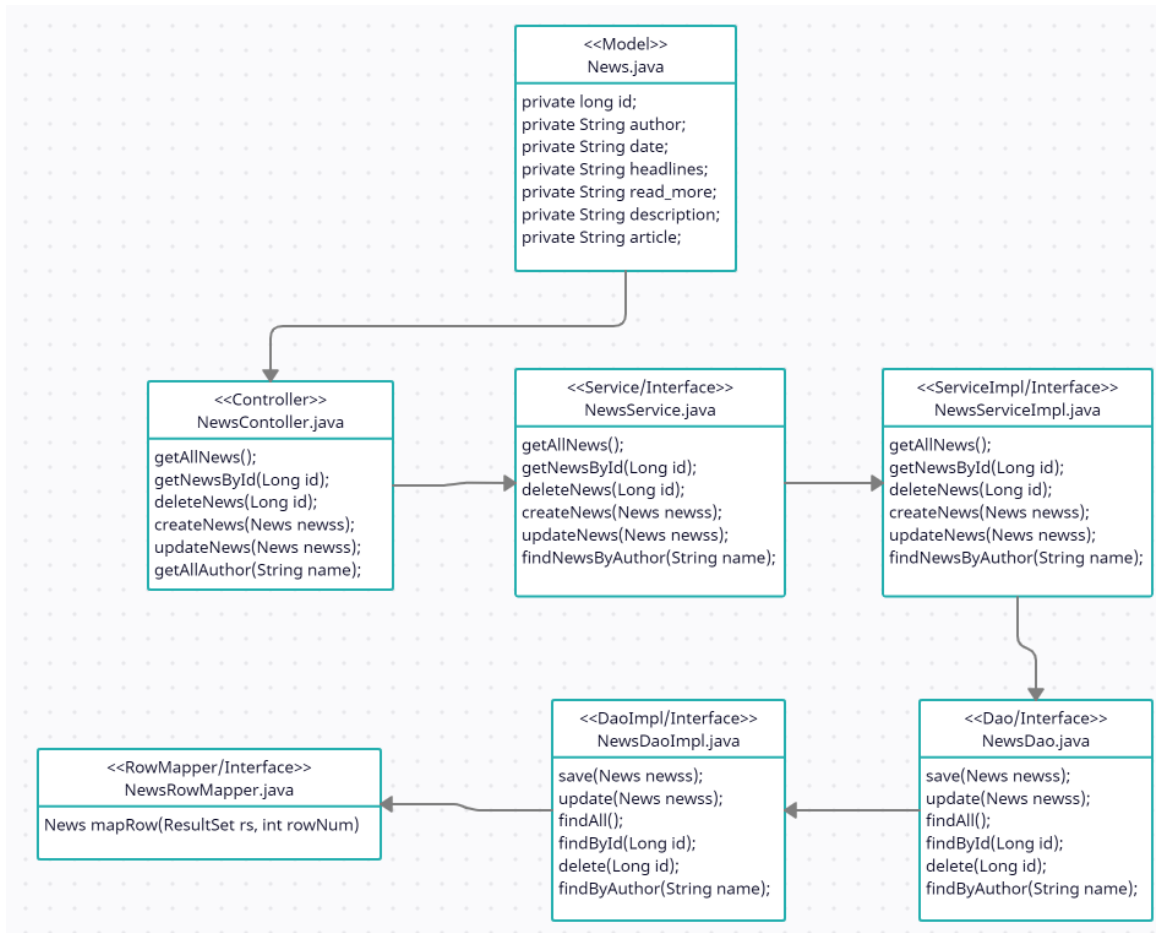 <<Model>>
News.java
private long id;
private String author;
private String date;
private String headlines;
private String read_more;
private String description;
private String article;
<<Controller>>
NewsContoller.java
getAllNews();
getNewsById(Long id);
deleteNews(Long id);
createNews(News newss);
updateNews(News newss);
getAllAuthor(String name);
<<Service/Interface>>
NewsService.java
getAllNews();
getNewsById(Long id);
deleteNews(Long id);
createNews(News newss);
updateNews(News newss);
findNewsByAuthor(String name);
<<ServiceImpl/Interface>>
NewsServiceImpl.java
getAllNews();
getNewsById(Long id);
deleteNews(Long id);
createNews(News newss);
updateNews(News newss);
findNewsByAuthor(String name);
<<RowMapper/Interface>>
NewsRowMapper.java
News mapRow(ResultSet rs, int rowNum)
<<DaoImpl/Interface>>
NewsDaoImpl.java
save(News newss);
update(News newss);
findAll();
findById(Long id);
delete(Long id);
findByAuthor(String name);
<<Dao/Interface>>
NewsDao.java
save(News newss);
update(News newss);
findAll();
findById(Long id);
delete(Long id);
findByAuthor(String name);